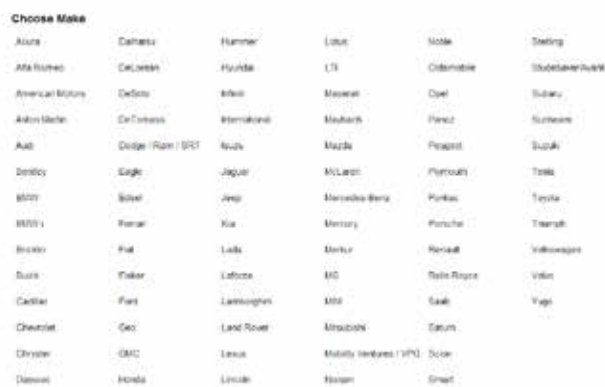 Choose Make
Acura Daihatsu Hummer Lotus Noble Sterling
Alfa Romeo DeLorean Hyundai LTI Oldsmobile Studebaker/Avanti
American Motors DeSoto Infiniti Maserati Opel Subaru
Aston Martin DeTomaso International Maybach Panoz Sunbeam
Audi Dodge / Ram / SRT Isuzu Mazda Peugeot Suzuki
Bentley Eagle Jaguar McLaren Plymouth Tesla
BMW Edsel Jeep Mercedes-Benz Pontiac Toyota
Ferrari Kia Mercury Porsche Triumph
Bricklin Fiat Lada Merkur Renault Volkswagen
Buick Fisker Laforza MG Rolls Royce Volvo
Cadillac Ford Lamborghini MINI Saab Yugo
Chevrolet Geo Land Rover Mitsubishi Saturn
Chrysler GMC Lexus Mobility Ventures / VPG Scion
Daewoo Honda Lincoln Nissan Smart